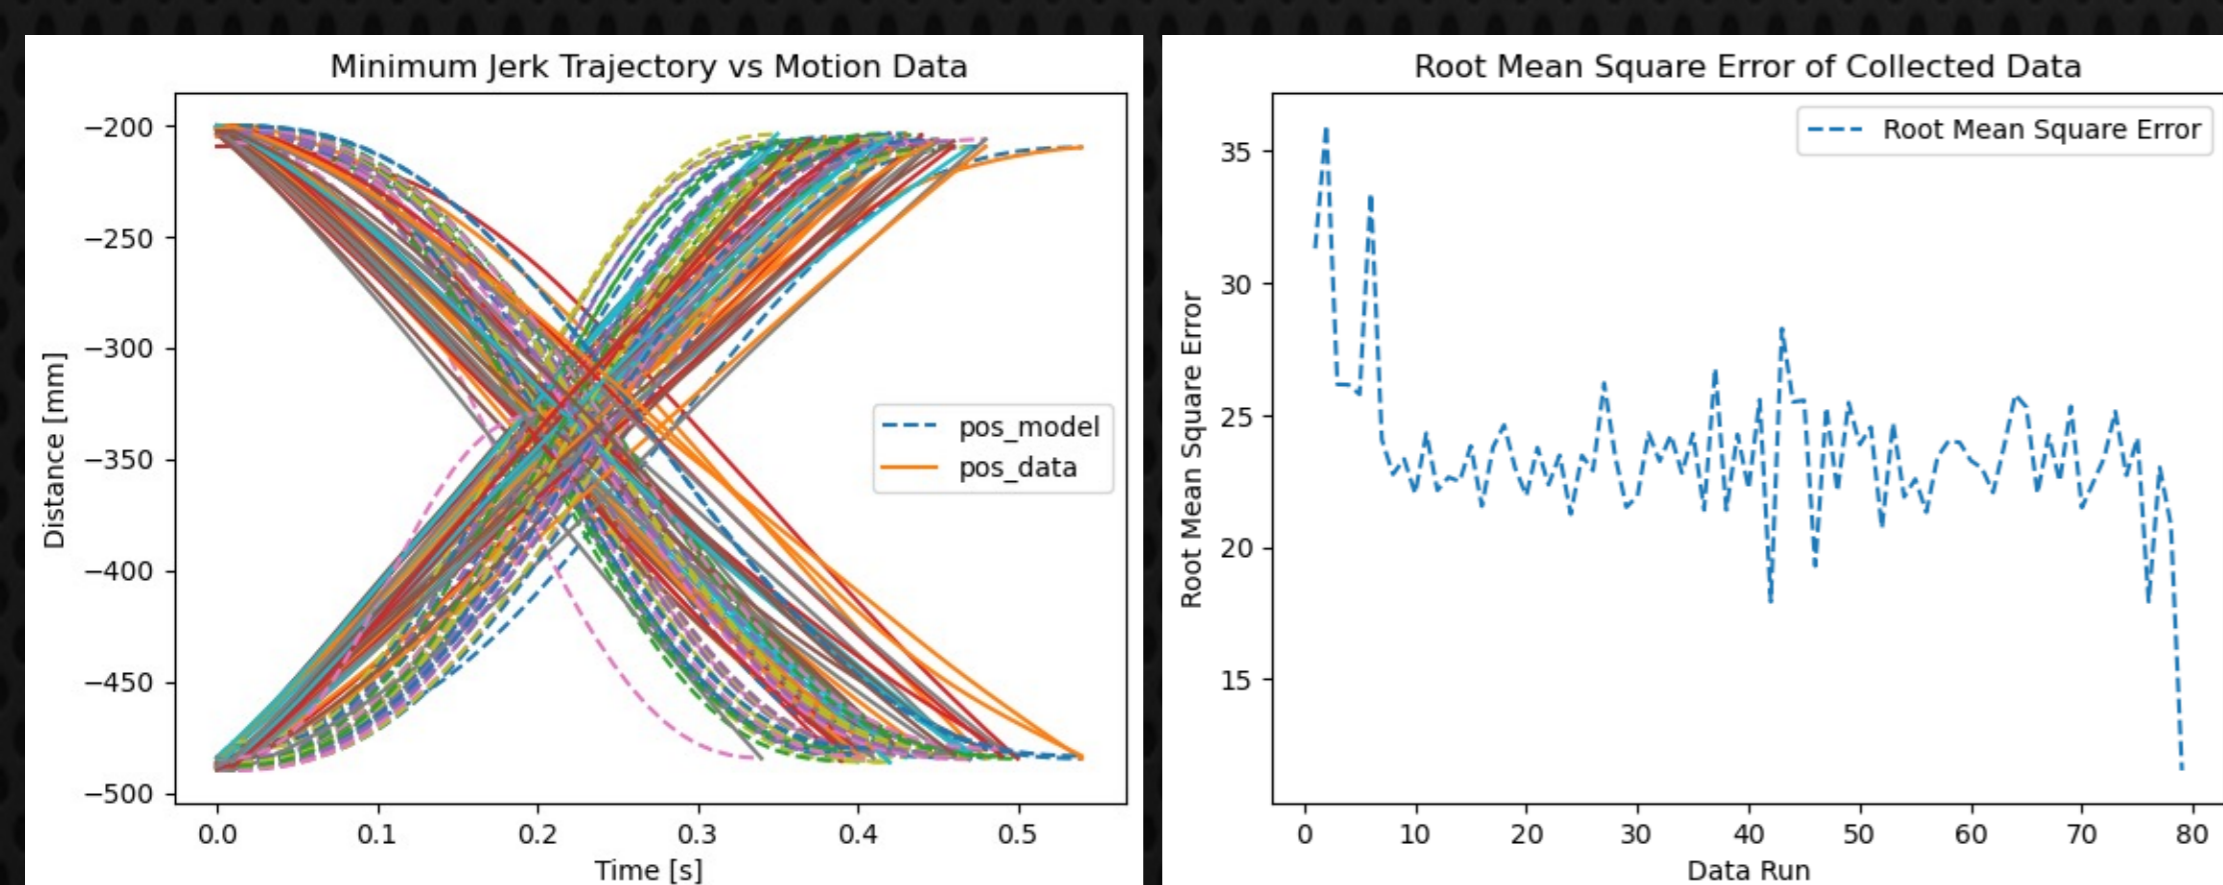 Minimum Jerk Trajectory vs Motion Data
Distance [mm]
−200
−250
−300
−350
−400
−450
−500
pos_model
pos_data
0.0 0.1 0.2 0.3 0.4 0.5
Time [s]
Root Mean Square Error of Collected Data
Root Mean Square Error
Root Mean Square Error
35
30
25
20
15
0 10 20 30 40 50 60 70 80
Data Run